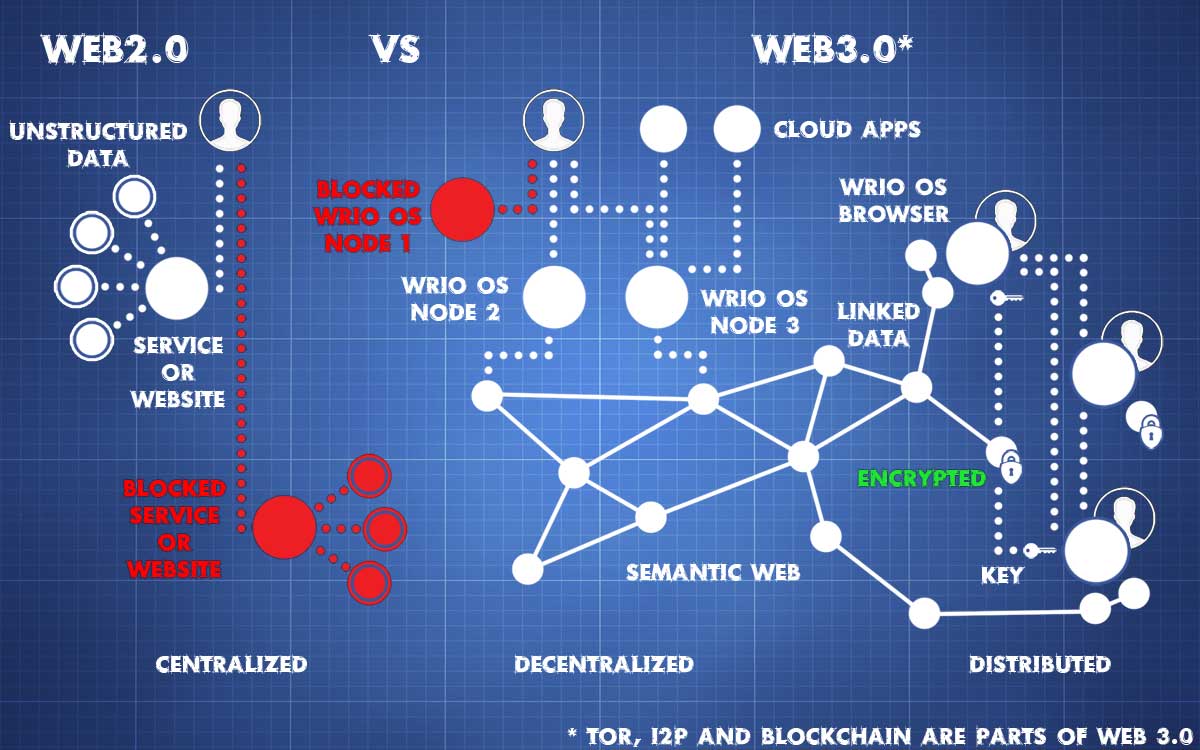 WEB2.0
VS
WEB3.0*
UNSTRUCTURED
DATA
SERVICE
OR
WEBSITE
BLOCKED
SERVICE
OR
WEBSITE
CENTRALIZED
BLOCKED
WRIO OS
NODE 1
WRIO OS
NODE 2
WRIO OS
NODE 3
CLOUD APPS
SEMANTIC WEB
DECENTRALIZED
WRIO OS
BROWSER
LINKED
DATA
ENCRYPTED
KEY
DISTRIBUTED
* TOR, I2P AND BLOCKCHAIN ARE PARTS OF WEB 3.0